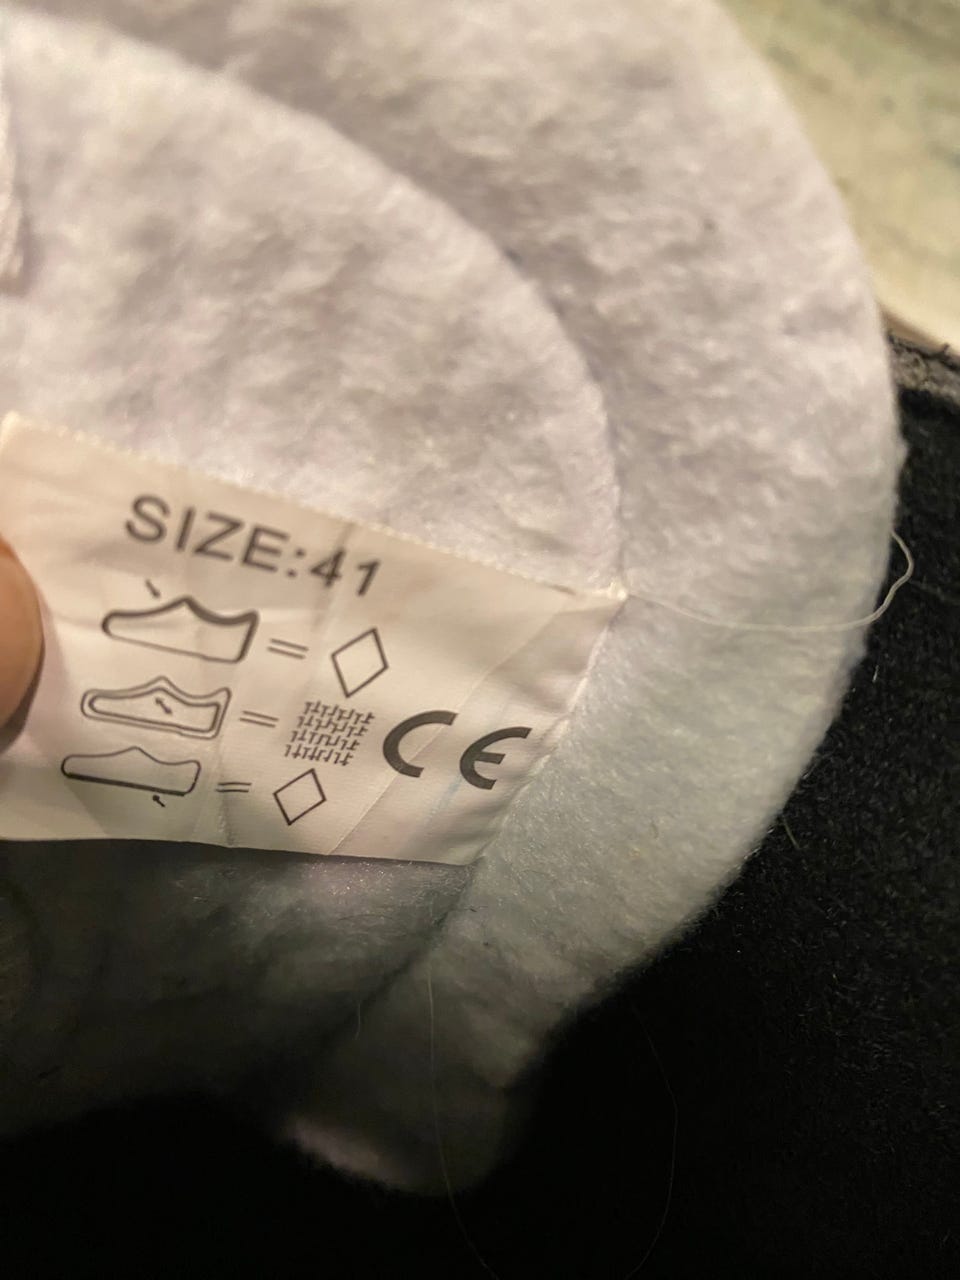 SIZE:41
=
= CE
=